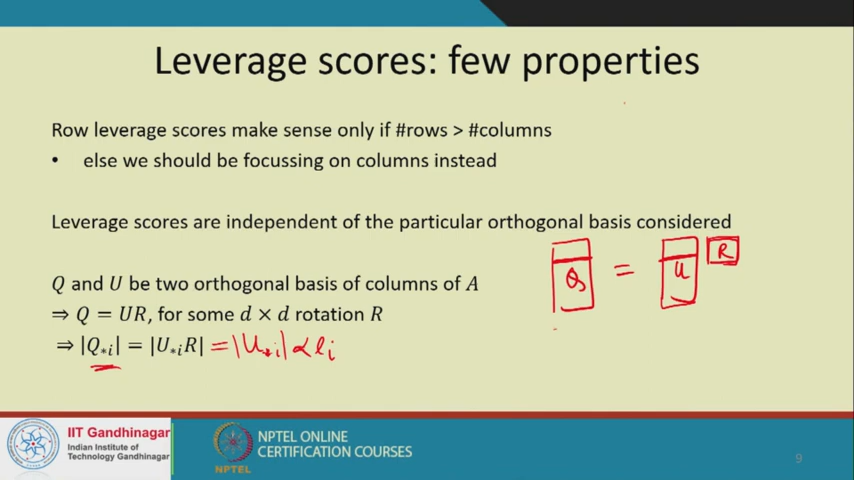 Leverage scores: few properties
Row leverage scores make sense only if #rows > #columns
• else we should be focussing on columns instead
Leverage scores are independent of the particular orthogonal basis considered
Q = U R
𝑄 and 𝑈 be two orthogonal basis of columns of 𝐴
⇒ 𝑄 = 𝑈𝑅, for some 𝑑 × 𝑑 rotation 𝑅
⇒ |𝑄∗𝑖| = |𝑈∗𝑖𝑅| = |U∗i| ∝ ℓi
IIT Gandhinagar
Indian Institute of
Technology Gandhinagar
NPTEL
NPTEL ONLINE
CERTIFICATION COURSES
9